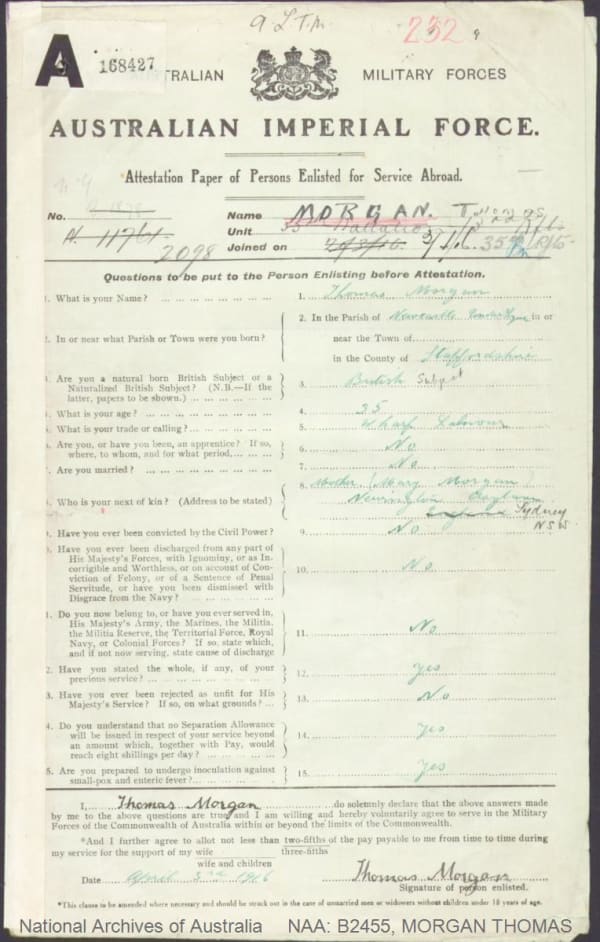 A L.T.M. 232
A 168427
TRALIAN MILITARY FORCES
AUSTRALIAN IMPERIAL FORCE.
Attestation Paper of Persons Enlisted for Service Abroad.
No. Name MORGAN. Thomas
N. 11761 Unit 35th Battalion
2098 Joined on
Questions to be put to the Person Enlisting before Attestation.
1. What is your Name? ... 1. Thomas Morgan
2. In or near what Parish or Town were you born? 2. In the Parish of Newcastle in or
near the Town of
in the County of Staffordshire
3. Are you a natural born British Subject or a Naturalized British Subject? (N.B.—If the latter, papers to be shown.) 3. British Subject
4. What is your age? 4. 35
5. What is your trade or calling? 5. Wharf Labourer
6. Are you, or have you been, an apprentice? If so, where, to whom, and for what period 6. No
7. Are you married? 7. No
8. Who is your next of kin? (Address to be stated) 8. Mother (Mary Morgan)
Newington Asylum
England Sydney
N.S.W
9. Have you ever been convicted by the Civil Power? 9. No
10. Have you ever been discharged from any part of His Majesty's Forces, with Ignominy, or as Incorrigible and Worthless, or on account of Conviction of Felony, or of a Sentence of Penal Servitude, or have you been dismissed with Disgrace from the Navy? 10. No
11. Do you now belong to, or have you ever served in, His Majesty's Army, the Marines, the Militia, the Militia Reserve, the Territorial Force, Royal Navy, or Colonial Forces? If so, state which, and if not now serving, state cause of discharge 11. No
12. Have you stated the whole, if any, of your previous service? 12. Yes
13. Have you ever been rejected as unfit for His Majesty's Service? If so, on what grounds? 13. No
14. Do you understand that no Separation Allowance will be issued in respect of your service beyond an amount which, together with Pay, would reach eight shillings per day? 14. Yes
15. Are you prepared to undergo inoculation against small-pox and enteric fever? 15. Yes
I, Thomas Morgan do solemnly declare that the above answers made
by me to the above questions are true, and I am willing and hereby voluntarily agree to serve in the Military
Forces of the Commonwealth of Australia within or beyond the limits of the Commonwealth.
*And I further agree to allot not less than two-fifths of the pay payable to me from time to time during
three-fifths
my service for the support of my wife
wife and children
Date April 3rd 1916 Thomas Morgan
Signature of person enlisted.
*This clause to be amended where necessary and should be struck out in the case of unmarried men or widowers without children under 18 years of age.
National Archives of Australia NAA: B2455, MORGAN THOMAS